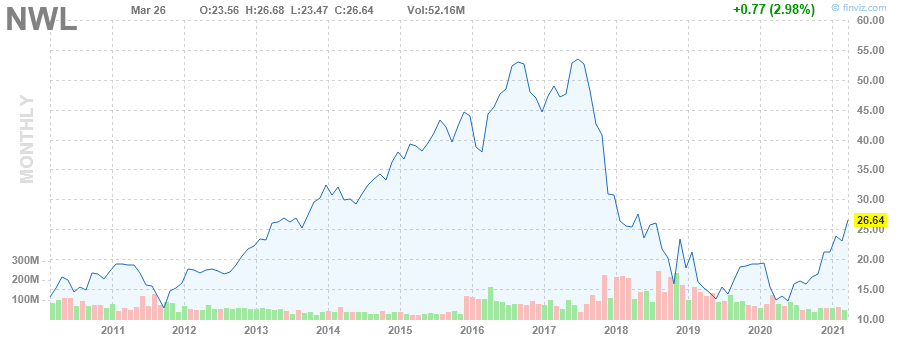 NWL
Mar 26 O:23.56 H:26.68 L:23.47 C:26.64 Vol:52.16M
+0.77 (2.98%)
© finviz.com
MONTHLY
60.00
55.00
50.00
45.00
40.00
35.00
30.00
26.64
25.00
20.00
15.00
10.00
300M
200M
100M
2011 2012 2013 2014 2015 2016 2017 2018 2019 2020 2021